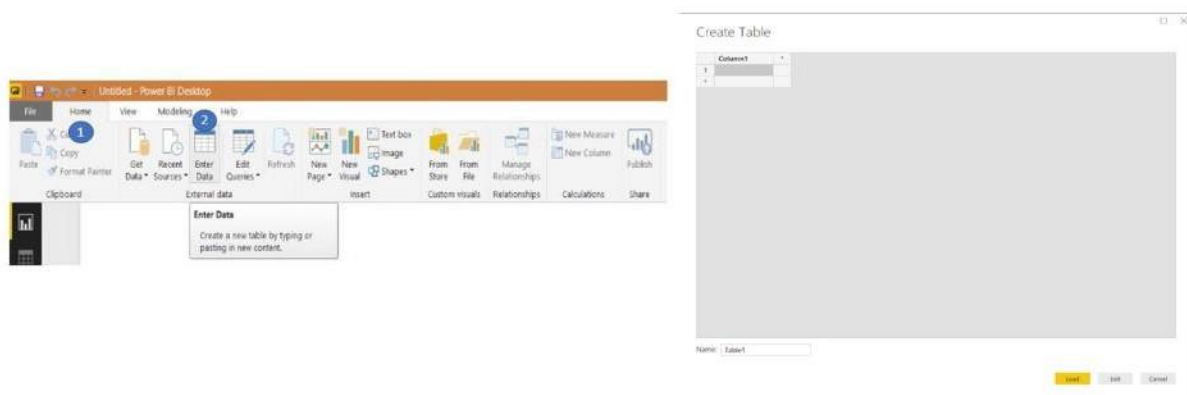 Untitled - Power BI Desktop
File Home View Modeling Help
1 2
Copy
Format Painter
Paste
Get Data
Recent Sources
Enter Data
Edit Queries
Refresh
New Page
New Visual
Text box
Image
Shapes
From Store
From File
Manage Relationships
New Measure
New Column
Publish
Clipboard External data Insert Custom visuals Relationships Calculations Share
Enter Data
Create a new table by typing or
pasting in new content.
Create Table
Column1 *
1
*
Name: Table1
Load Edit Cancel